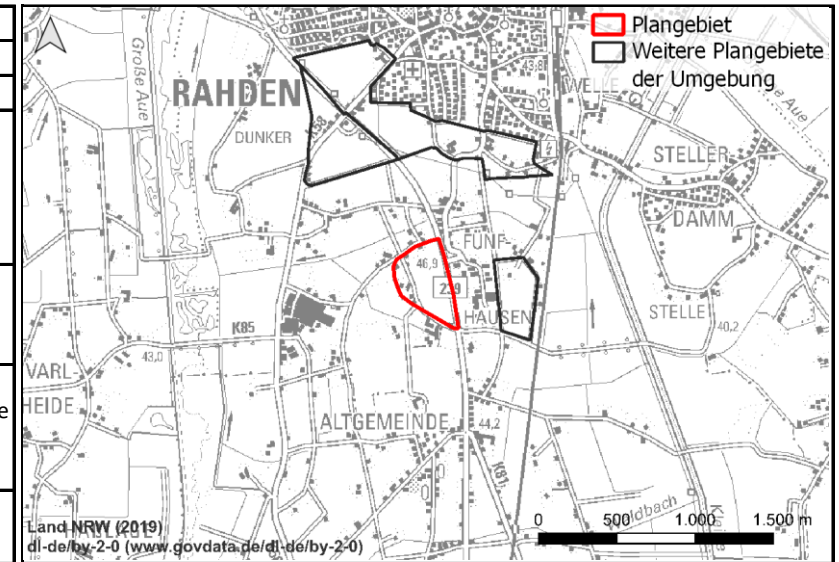 Plangebiet
Weitere Plangebiete
der Umgebung
Große Aue
43,8
RAHDEN
WELLE
Große Aue
DUNKER
STELLER
DAMM
FÜNF-
46,9
239
HAUSEN
STELLE
40,2
K85
43,0
VARL-
HEIDE
ALTGEMEINDE
44,2
K81
e
Land NRW (2019)
dl-de/by-2-0 (www.govdata.de/dl-de/by-2-0)
0 500 1.000 1.500 m